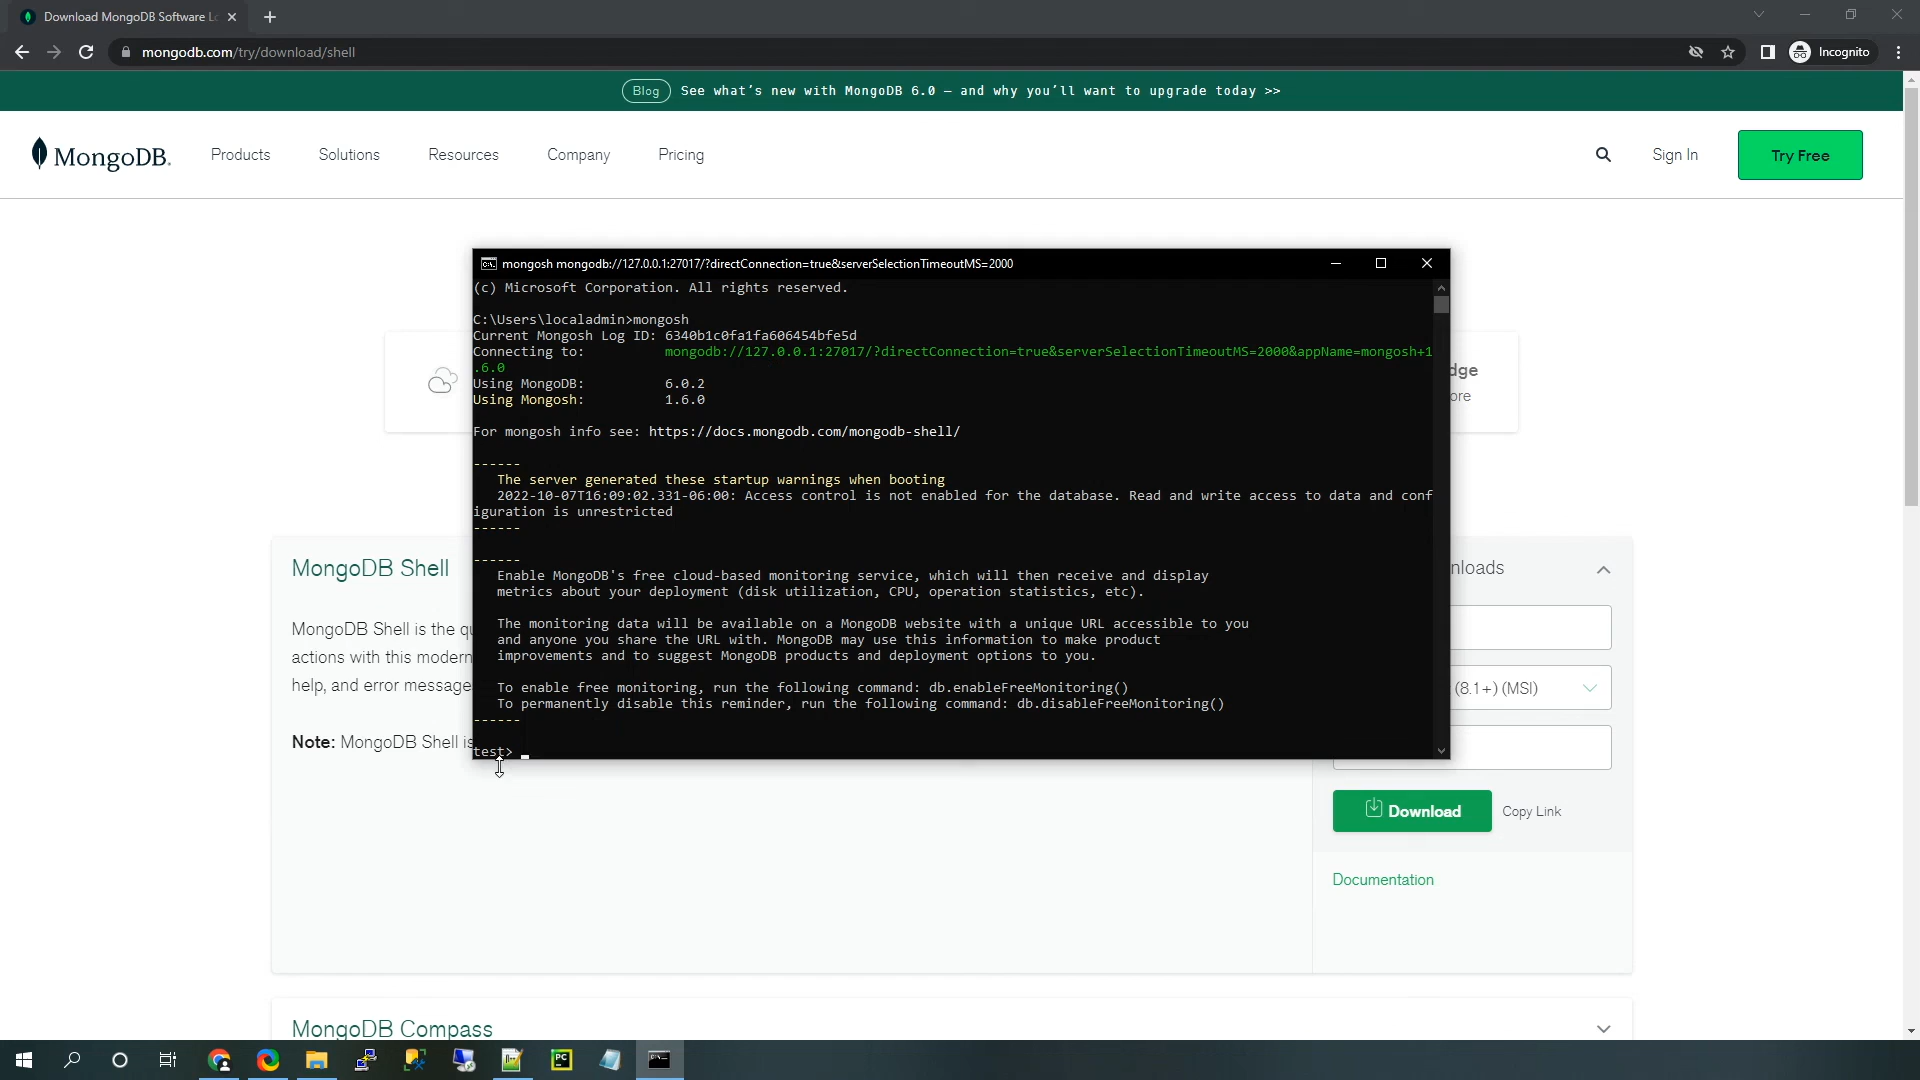 Download MongoDB Software Lo
mongodb.com/try/download/shell
Incognito
Blog See what's new with MongoDB 6.0 — and why you'll want to upgrade today >>
MongoDB. Products Solutions Resources Company Pricing Sign In Try Free
mongosh mongodb://127.0.0.1:27017/?directConnection=true&serverSelectionTimeoutMS=2000
(c) Microsoft Corporation. All rights reserved.
C:\Users\localadmin>mongosh
Current Mongosh Log ID: 6340b1c0fa1fa606454bfe5d
Connecting to: mongodb://127.0.0.1:27017/?directConnection=true&serverSelectionTimeoutMS=2000&appName=mongosh+1
.6.0
Using MongoDB: 6.0.2
Using Mongosh: 1.6.0
For mongosh info see: https://docs.mongodb.com/mongodb-shell/
------
The server generated these startup warnings when booting
2022-10-07T16:09:02.331-06:00: Access control is not enabled for the database. Read and write access to data and conf
iguration is unrestricted
------
------
Enable MongoDB's free cloud-based monitoring service, which will then receive and display
metrics about your deployment (disk utilization, CPU, operation statistics, etc).
The monitoring data will be available on a MongoDB website with a unique URL accessible to you
and anyone you share the URL with. MongoDB may use this information to make product
improvements and to suggest MongoDB products and deployment options to you.
To enable free monitoring, run the following command: db.enableFreeMonitoring()
To permanently disable this reminder, run the following command: db.disableFreeMonitoring()
------
test>
dge
ore
MongoDB Shell
MongoDB Shell is the qu
actions with this modern
help, and error message
Note: MongoDB Shell is
nloads
(8.1+) (MSI)
Download Copy Link
Documentation
MongoDB Compass